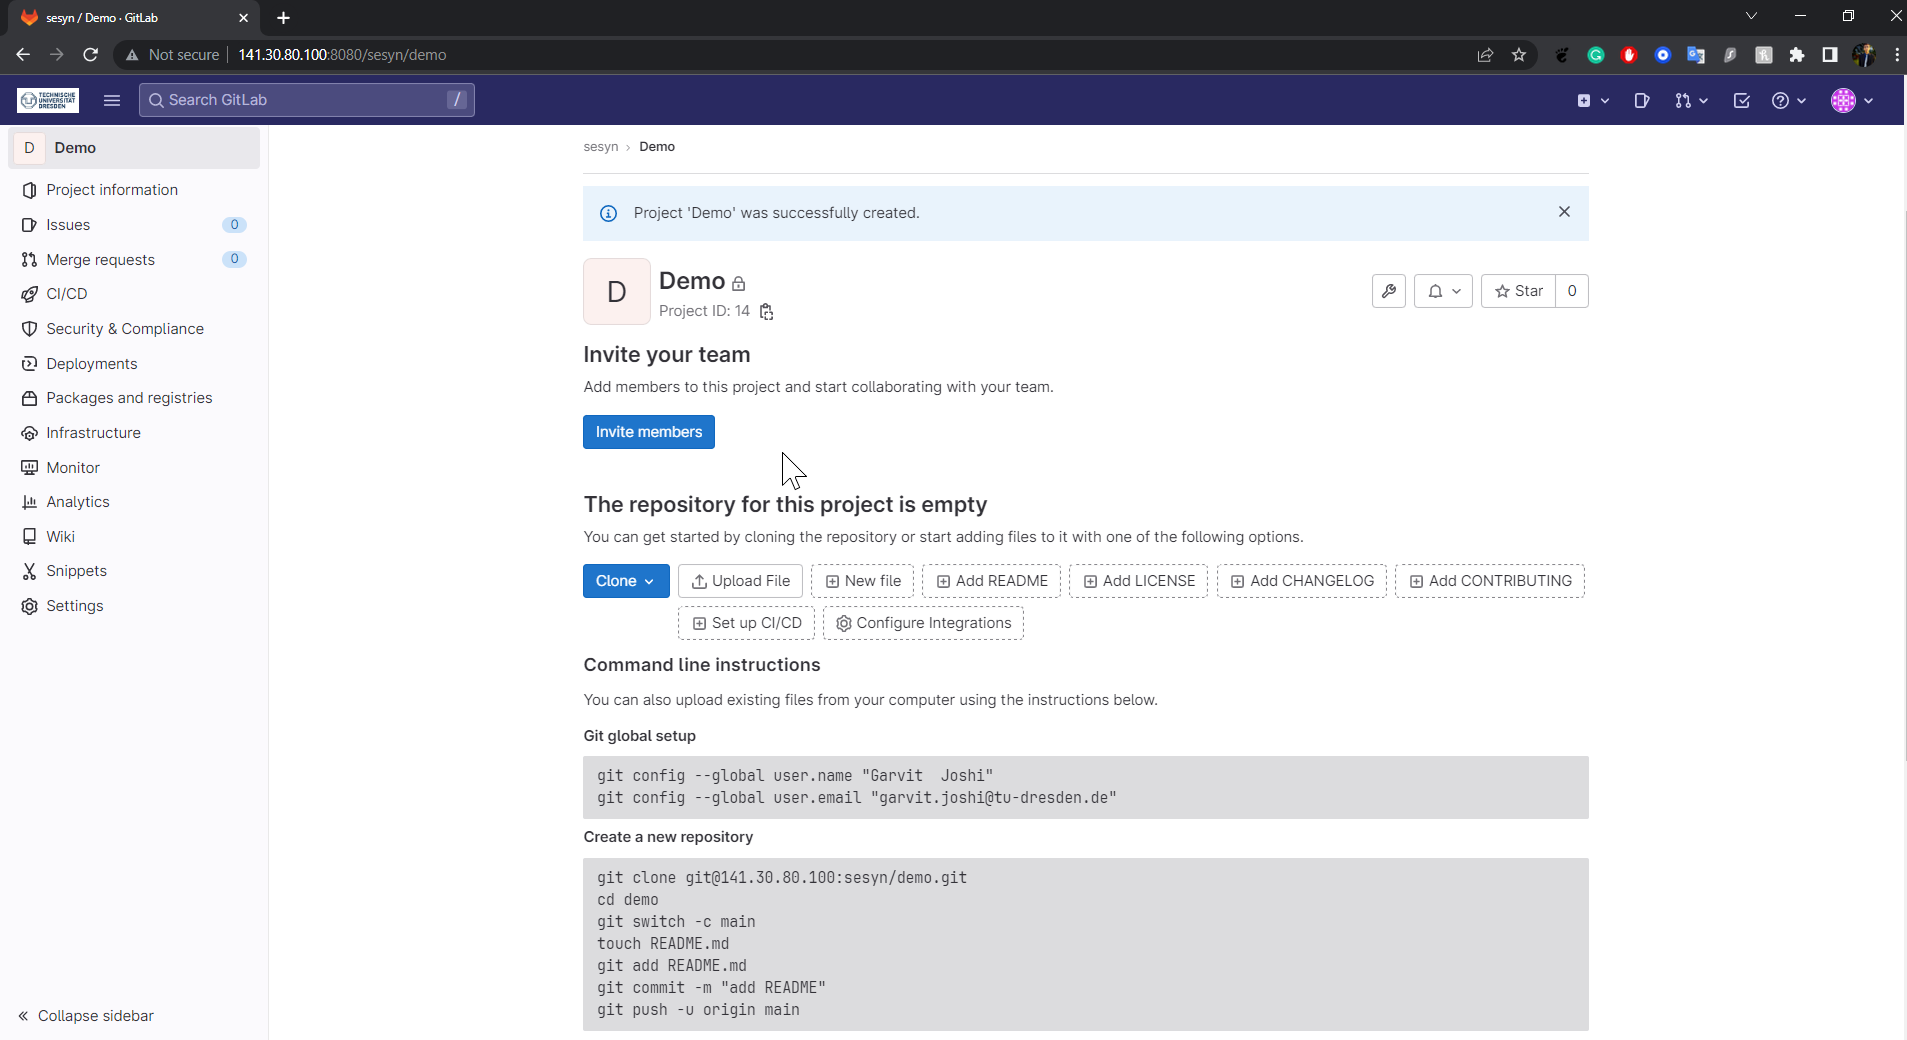 sesyn / Demo · GitLab
Not secure
141.30.80.100:8080/sesyn/demo
TECHNISCHE
UNIVERSITÄT
DRESDEN
Search GitLab
/
D
Demo
Project information
Issues
0
Merge requests
0
CI/CD
Security & Compliance
Deployments
Packages and registries
Infrastructure
Monitor
Analytics
Wiki
Snippets
Settings
Collapse sidebar
sesyn › Demo
Project 'Demo' was successfully created.
D
Demo
Project ID: 14
Star
0
Invite your team
Add members to this project and start collaborating with your team.
Invite members
The repository for this project is empty
You can get started by cloning the repository or start adding files to it with one of the following options.
Clone
Upload File
New file
Add README
Add LICENSE
Add CHANGELOG
Add CONTRIBUTING
Set up CI/CD
Configure Integrations
Command line instructions
You can also upload existing files from your computer using the instructions below.
Git global setup
git config --global user.name "Garvit  Joshi"
git config --global user.email "garvit.joshi@tu-dresden.de"
Create a new repository
git clone git@141.30.80.100:sesyn/demo.git
cd demo
git switch -c main
touch README.md
git add README.md
git commit -m "add README"
git push -u origin main